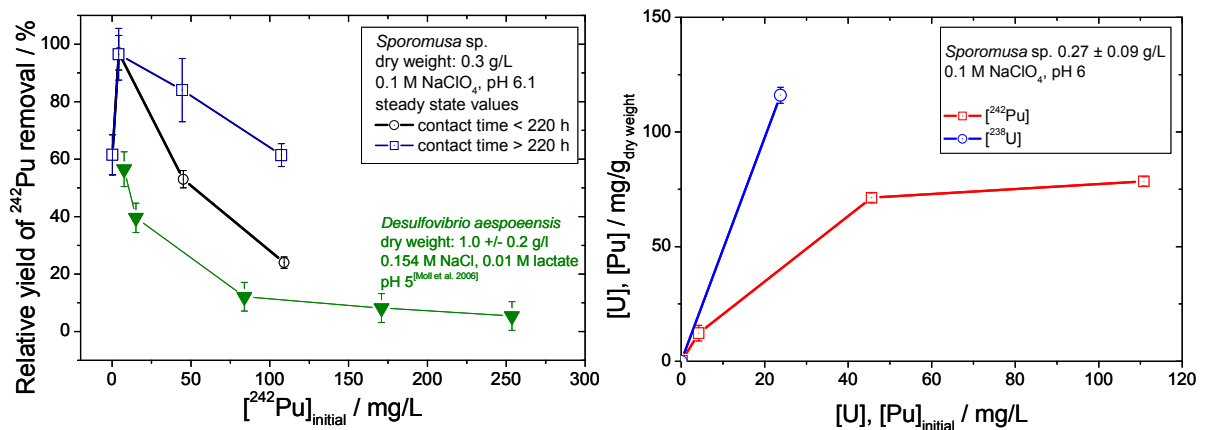 Relative yield of ²⁴²Pu removal / %
100
80
60
40
20
0
Sporomusa sp.
dry weight: 0.3 g/L
0.1 M NaClO₄, pH 6.1
steady state values
contact time < 220 h
contact time > 220 h
Desulfovibrio aespoeensis
dry weight: 1.0 +/- 0.2 g/l
0.154 M NaCl, 0.01 M lactate
pH 5[Moll et al. 2006]
0 50 100 150 200 250 300
[²⁴²Pu]initial / mg/L
[U], [Pu] / mg/g dry weight
150
100
50
0
Sporomusa sp. 0.27 ± 0.09 g/L
0.1 M NaClO₄, pH 6
[²⁴²Pu]
[²³⁸U]
0 20 40 60 80 100 120
[U], [Pu]initial / mg/L